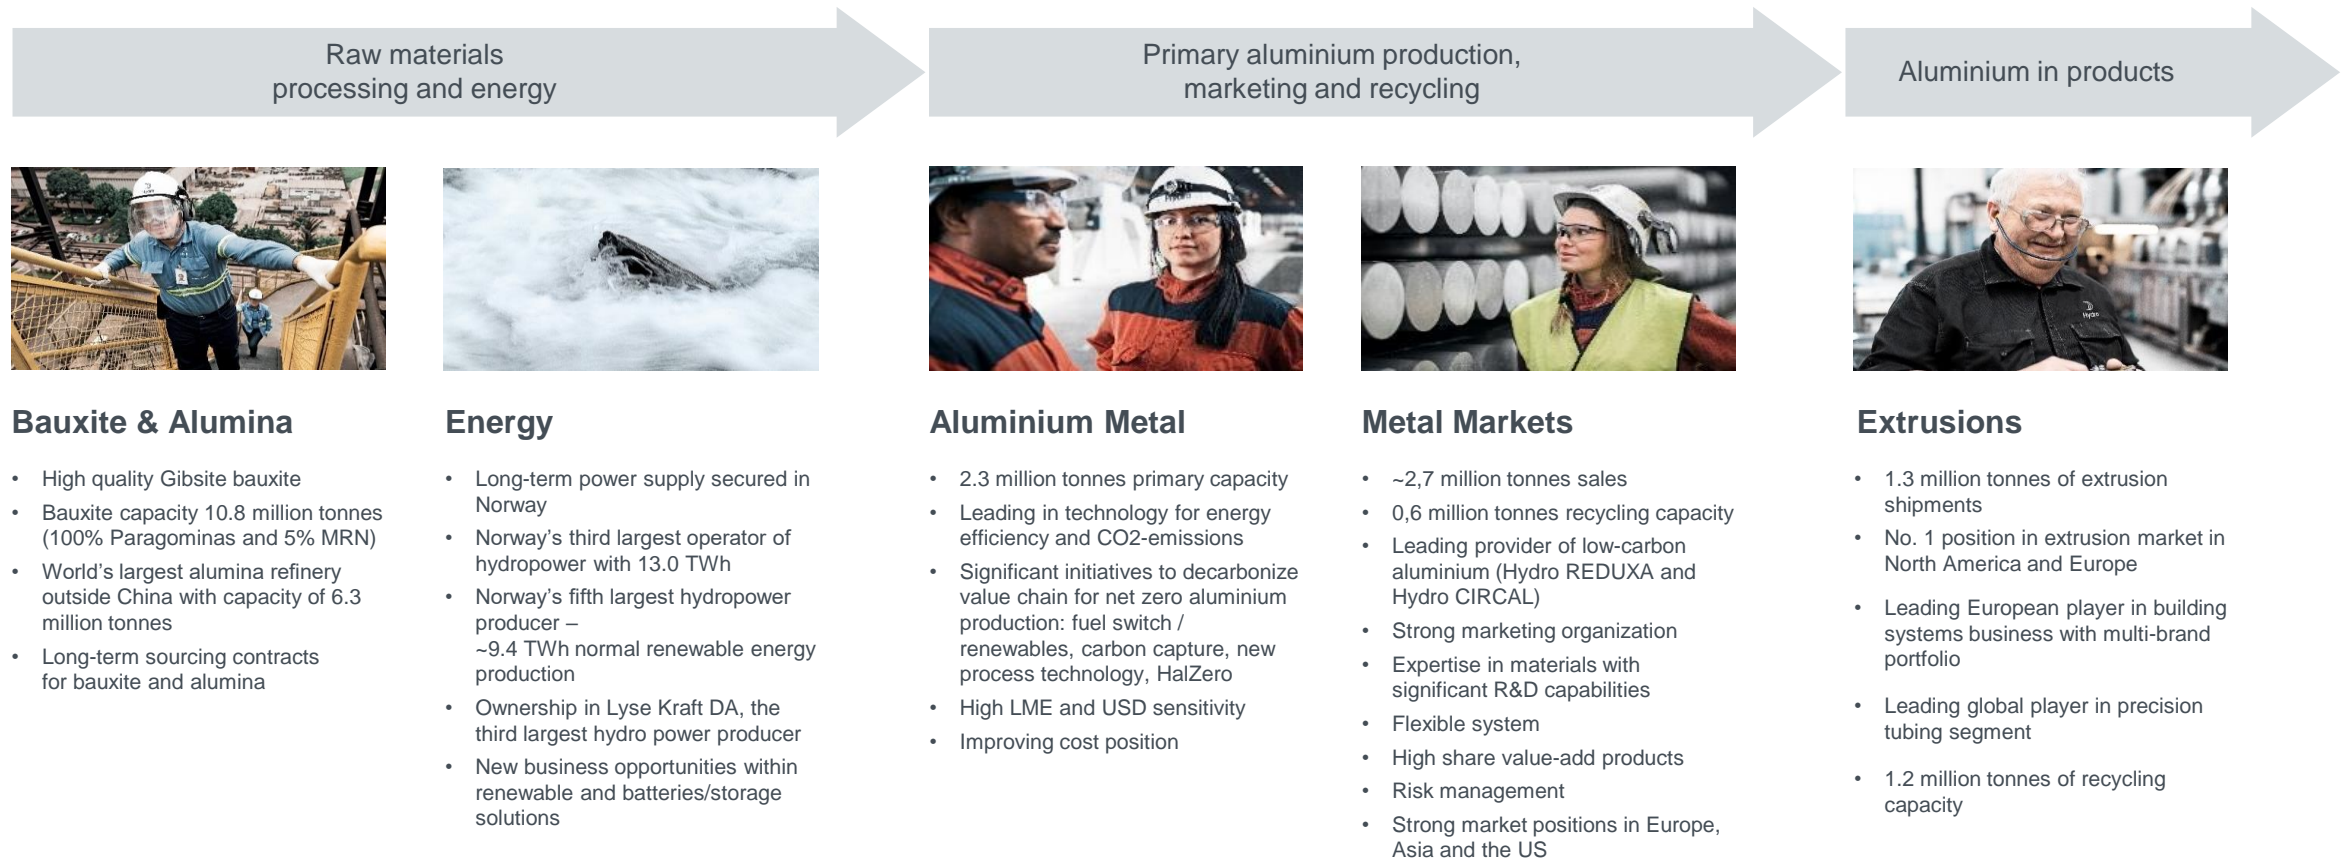 Raw materials
processing and energy
Primary aluminium production,
marketing and recycling
Aluminium in products
Bauxite & Alumina
• High quality Gibsite bauxite
• Bauxite capacity 10.8 million tonnes
(100% Paragominas and 5% MRN)
• World’s largest alumina refinery
outside China with capacity of 6.3
million tonnes
• Long-term sourcing contracts
for bauxite and alumina
Energy
• Long-term power supply secured in
Norway
• Norway’s third largest operator of
hydropower with 13.0 TWh
• Norway’s fifth largest hydropower
producer –
~9.4 TWh normal renewable energy
production
• Ownership in Lyse Kraft DA, the
third largest hydro power producer
• New business opportunities within
renewable and batteries/storage
solutions
Hydro
Aluminium Metal
• 2.3 million tonnes primary capacity
• Leading in technology for energy
efficiency and CO2-emissions
• Significant initiatives to decarbonize
value chain for net zero aluminium
production: fuel switch /
renewables, carbon capture, new
process technology, HalZero
• High LME and USD sensitivity
• Improving cost position
Metal Markets
• ~2,7 million tonnes sales
• 0,6 million tonnes recycling capacity
• Leading provider of low-carbon
aluminium (Hydro REDUXA and
Hydro CIRCAL)
• Strong marketing organization
• Expertise in materials with
significant R&D capabilities
• Flexible system
• High share value-add products
• Risk management
• Strong market positions in Europe,
Asia and the US
Hydro
Extrusions
• 1.3 million tonnes of extrusion
shipments
• No. 1 position in extrusion market in
North America and Europe
• Leading European player in building
systems business with multi-brand
portfolio
• Leading global player in precision
tubing segment
• 1.2 million tonnes of recycling
capacity